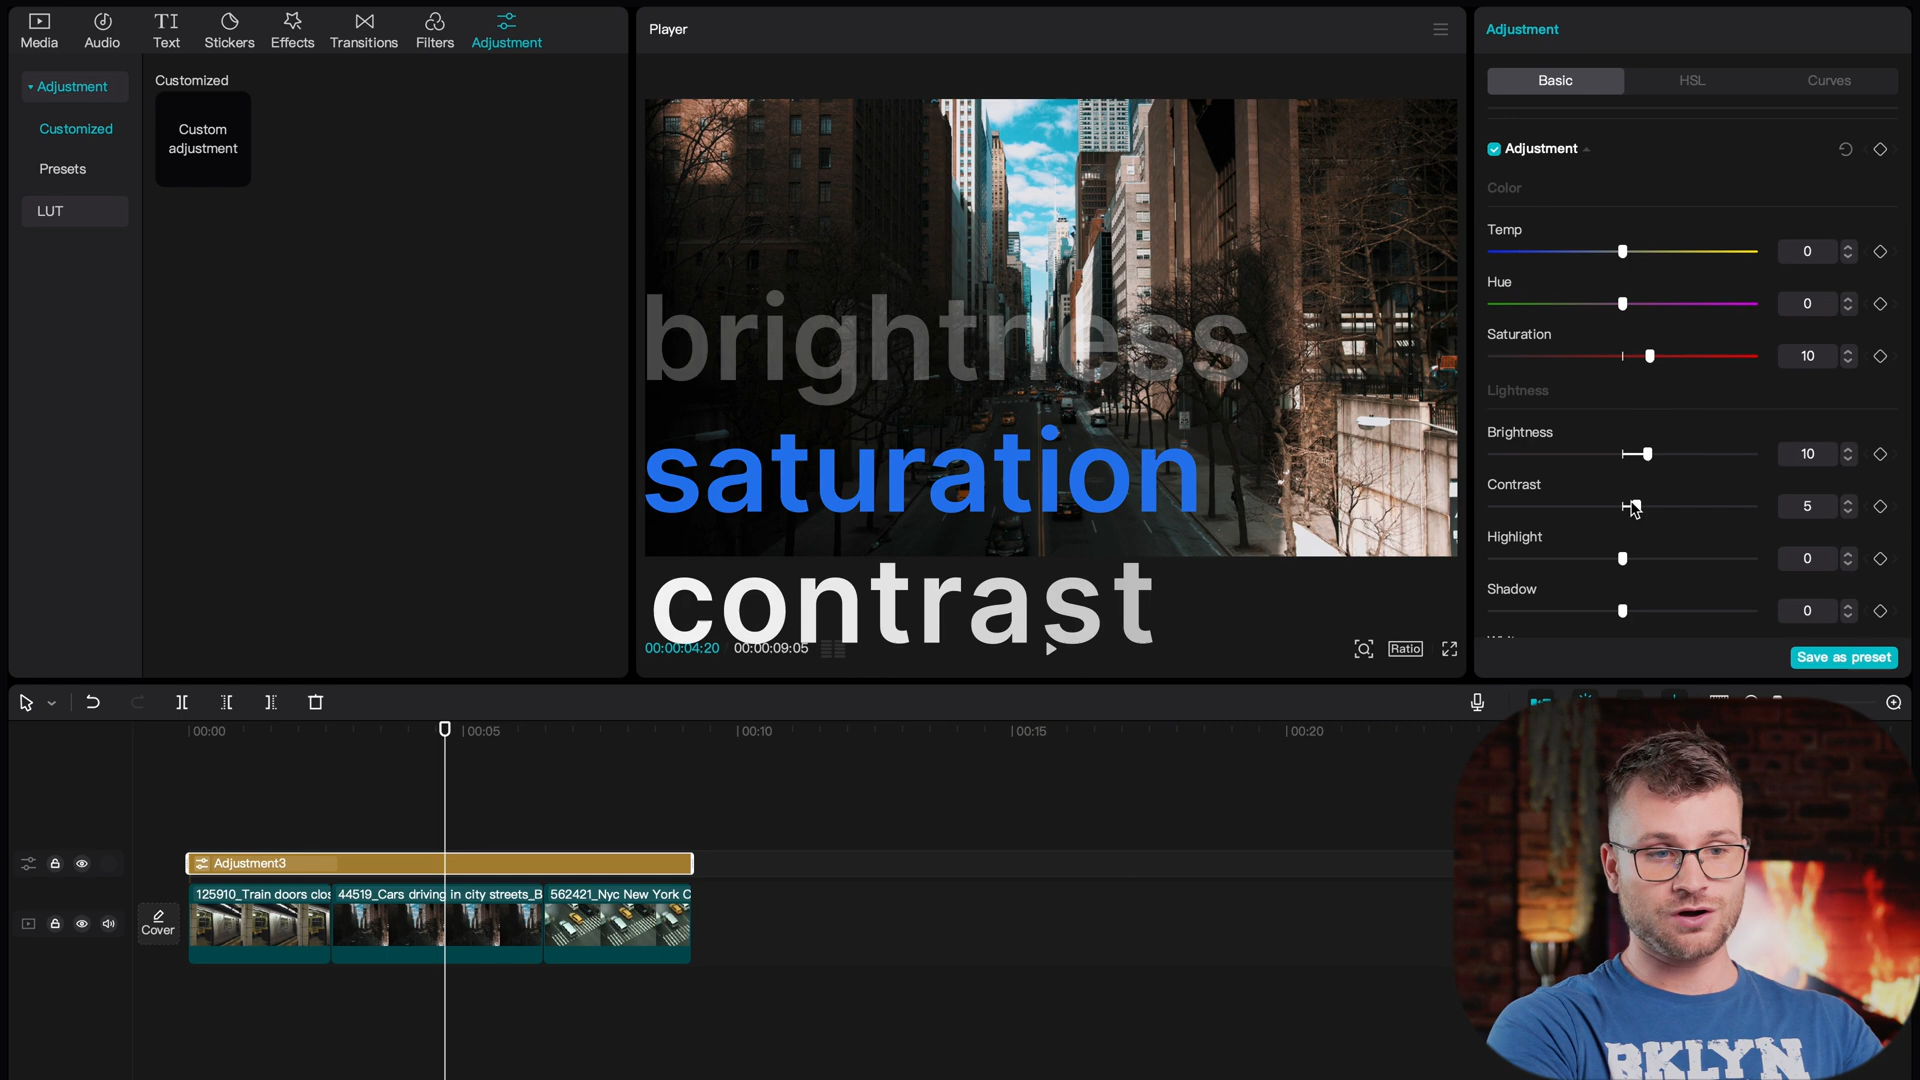 Media
Audio
Text
Stickers
Effects
Transitions
Filters
Adjustment
Adjustment
Customized
Presets
LUT
Customized
Custom
adjustment
Player
brightness
saturation
contrast
00:00:04:20
00:00:09:05
Ratio
Adjustment
Basic
HSL
Curves
Adjustment
Color
Temp
0
Hue
0
Saturation
10
Lightness
Brightness
10
Contrast
5
Highlight
0
Shadow
0
Save as preset
00:00
00:05
00:10
00:15
00:20
Adjustment3
125910_Train doors clos
44519_Cars driving in city streets_B
562421_Nyc New York C
Cover
BKLYN